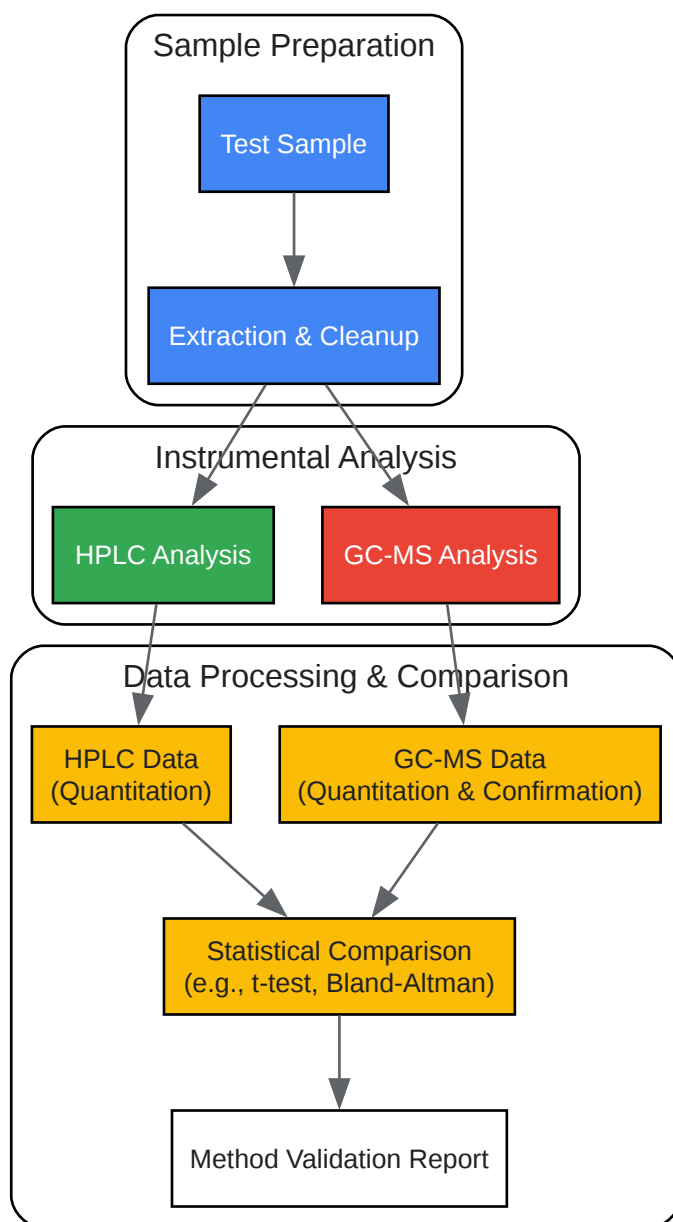 Sample Preparation
Test Sample
Extraction & Cleanup
Instrumental Analysis
HPLC Analysis
GC-MS Analysis
Data Processing & Comparison
HPLC Data
(Quantitation)
GC-MS Data
(Quantitation & Confirmation)
Statistical Comparison
(e.g., t-test, Bland-Altman)
Method Validation Report